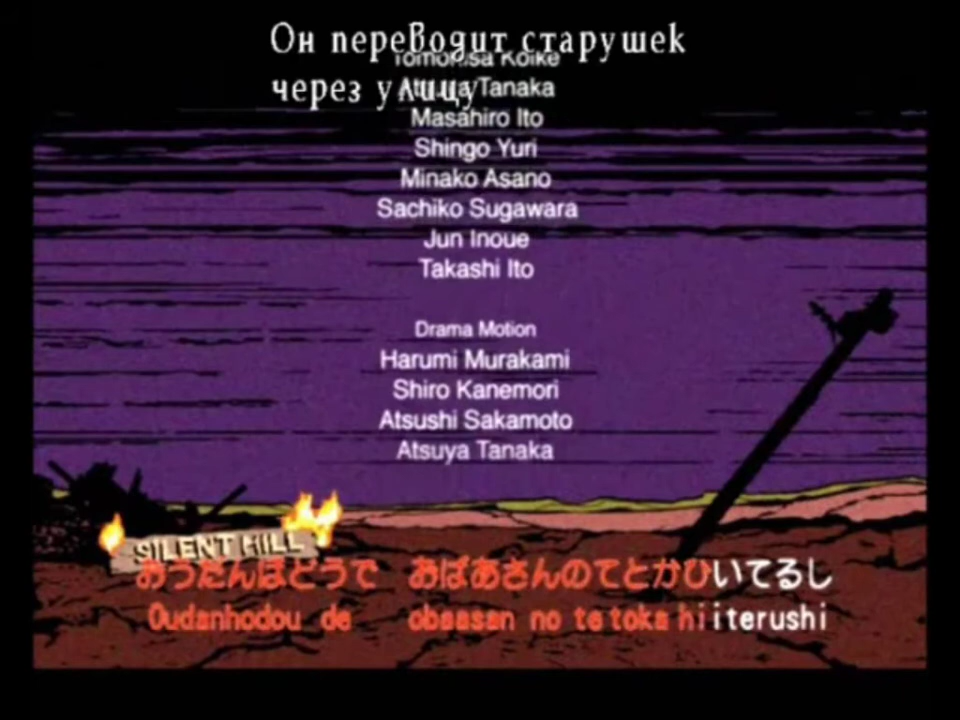 Он переводит старушек
Tomohisa Koike
через улицу
Atsuya Tanaka
Masahiro Ito
Shingo Yuri
Minako Asano
Sachiko Sugawara
Jun Inoue
Takashi Ito
Drama Motion
Harumi Murakami
Shiro Kanemori
Atsushi Sakamoto
Atsuya Tanaka
SILENT HILL
おうだんほどうで おばあさんのてとかひいてるし
Oudanhodou de obaasan no te toka hiiterushi